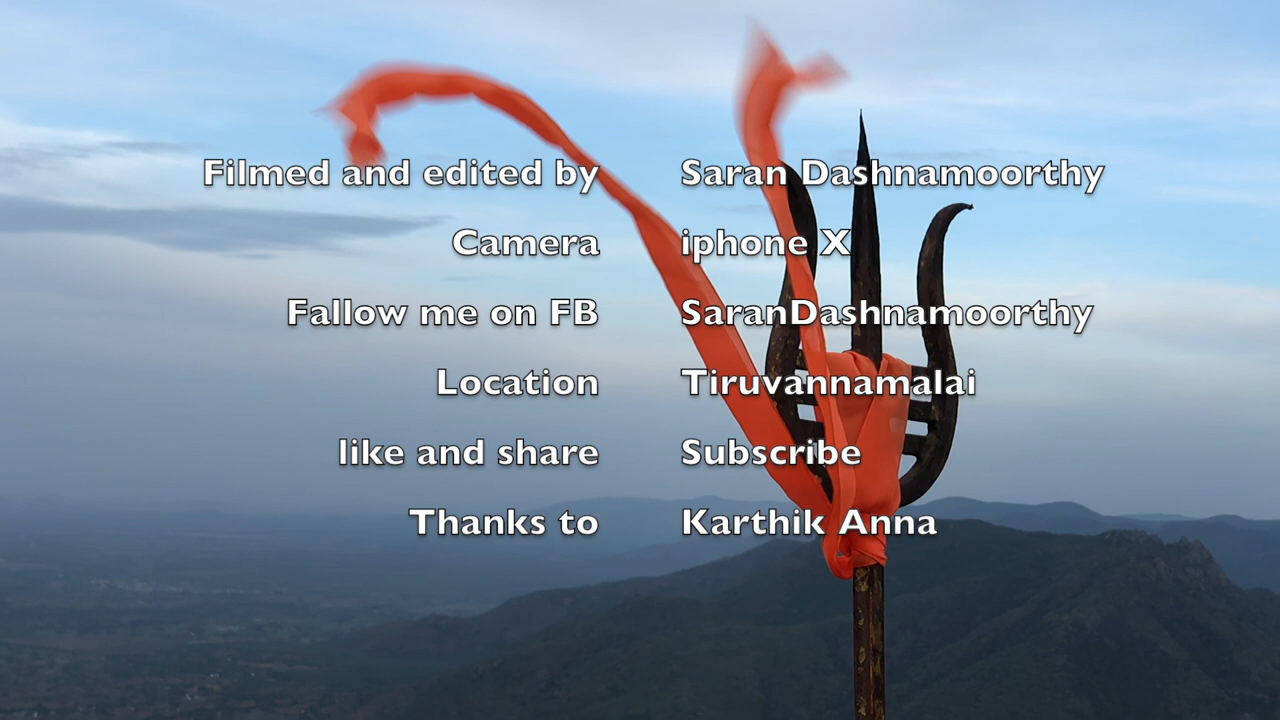 Filmed and edited by Saran Dashnamoorthy
Camera iphone X
Fallow me on FB SaranDashnamoorthy
Location Tiruvannamalai
like and share Subscribe
Thanks to Karthik Anna